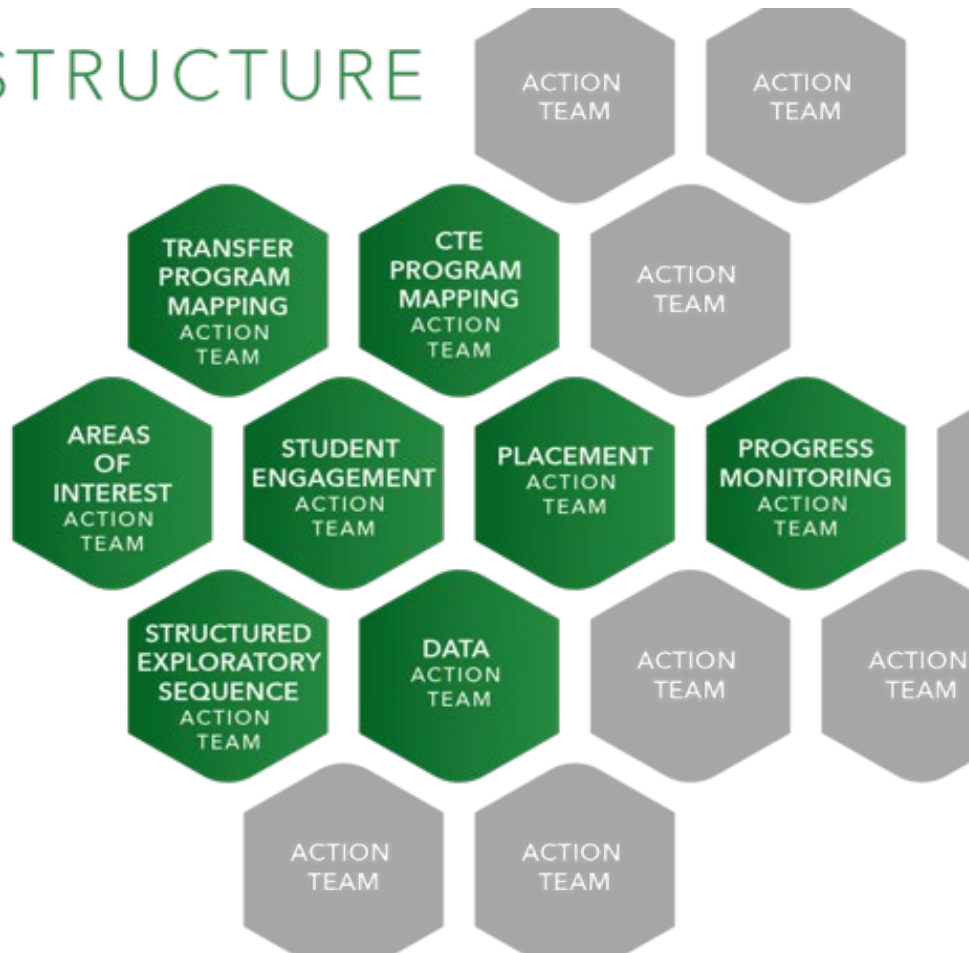 STRUCTURE
ACTION
TEAM
ACTION
TEAM
TRANSFER
PROGRAM
MAPPING
ACTION
TEAM
CTE
PROGRAM
MAPPING
ACTION
TEAM
ACTION
TEAM
AREAS
OF
INTEREST
ACTION
TEAM
STUDENT
ENGAGEMENT
ACTION
TEAM
PLACEMENT
ACTION
TEAM
PROGRESS
MONITORING
ACTION
TEAM
STRUCTURED
EXPLORATORY
SEQUENCE
ACTION
TEAM
DATA
ACTION
TEAM
ACTION
TEAM
ACTION
TEAM
ACTION
TEAM
ACTION
TEAM